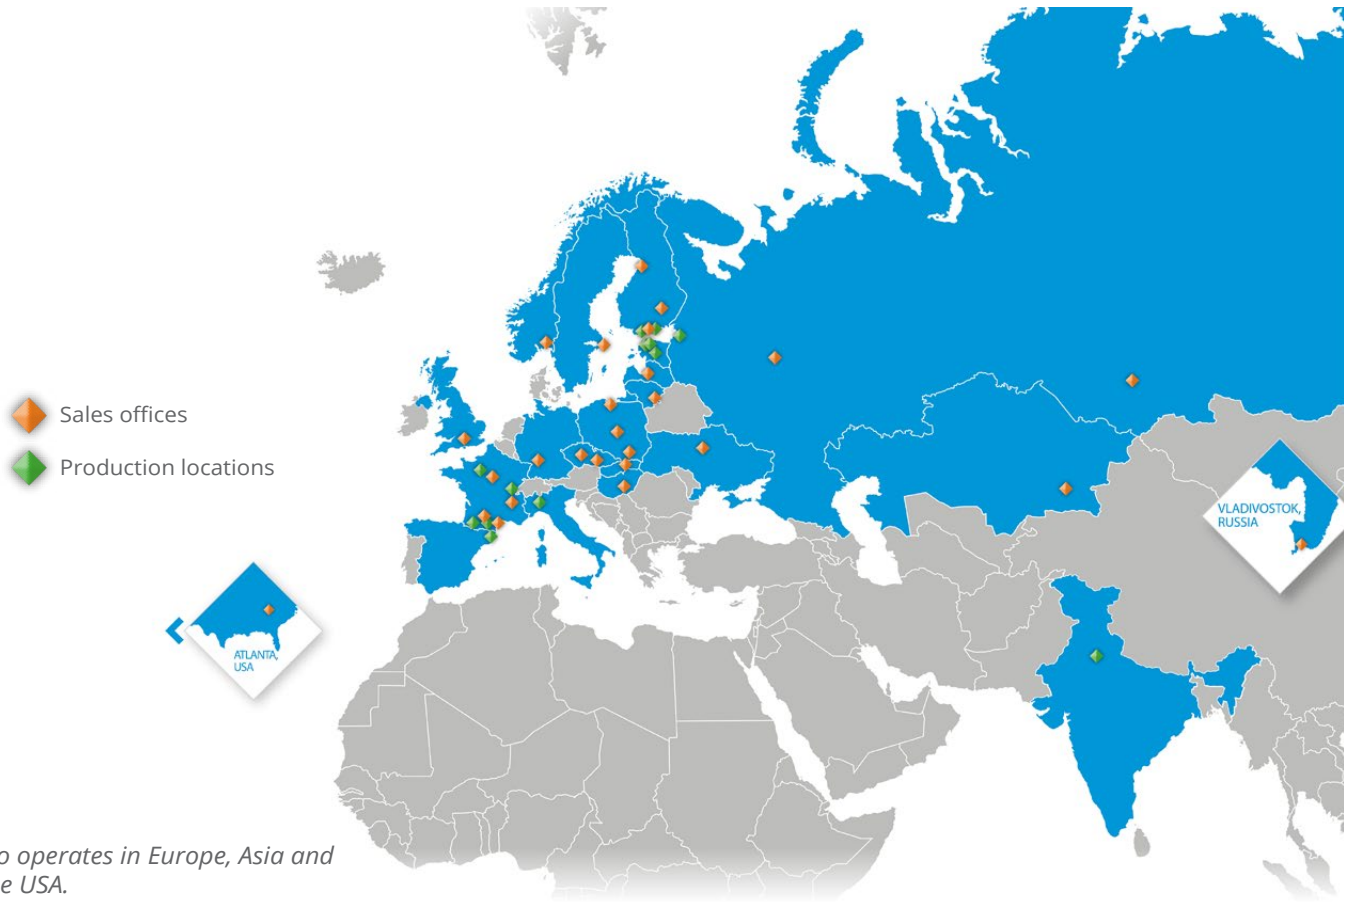 Sales offices
Production locations
VLADIVOSTOK,
RUSSIA
ATLANTA,
USA
o operates in Europe, Asia and
e USA.